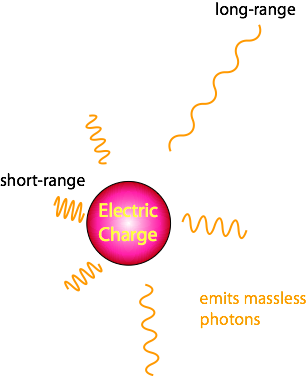 long-range
short-range
Electric
Charge
emits massless
photons